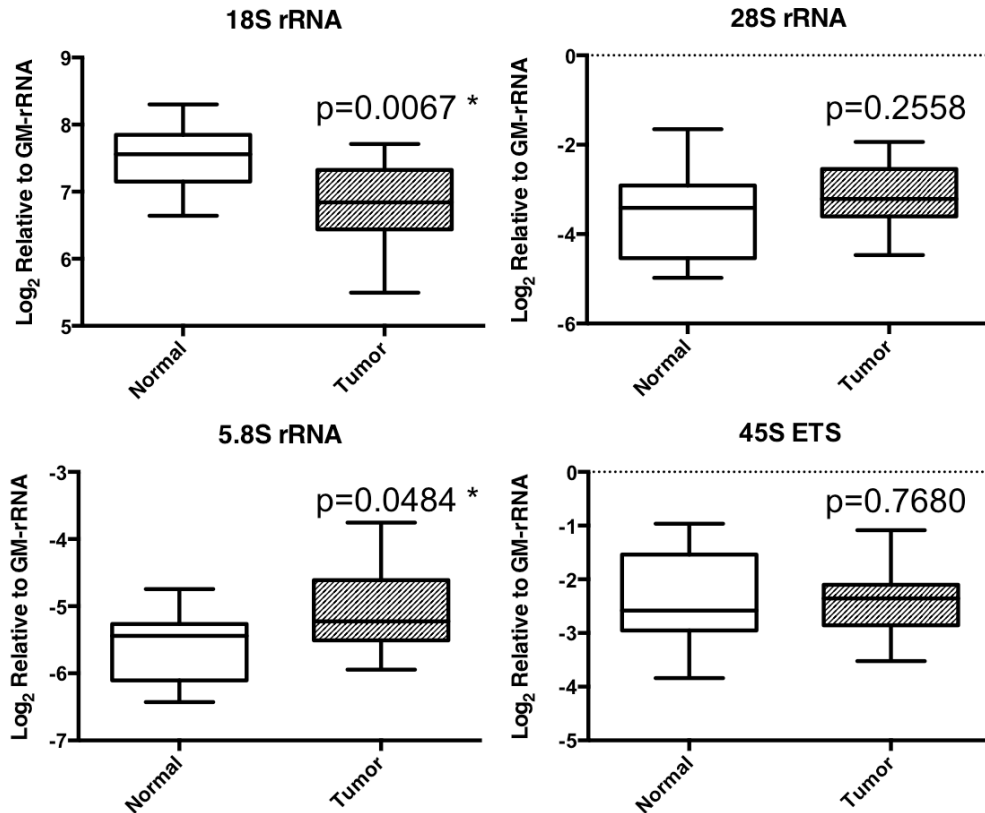 18S rRNA
Log₂ Relative to GM-rRNA
9
8
7
6
5
p=0.0067 *
Normal
Tumor
28S rRNA
Log₂ Relative to GM-rRNA
0
-2
-4
-6
p=0.2558
Normal
Tumor
5.8S rRNA
Log₂ Relative to GM-rRNA
-3
-4
-5
-6
-7
p=0.0484 *
Normal
Tumor
45S ETS
Log₂ Relative to GM-rRNA
0
-1
-2
-3
-4
-5
p=0.7680
Normal
Tumor